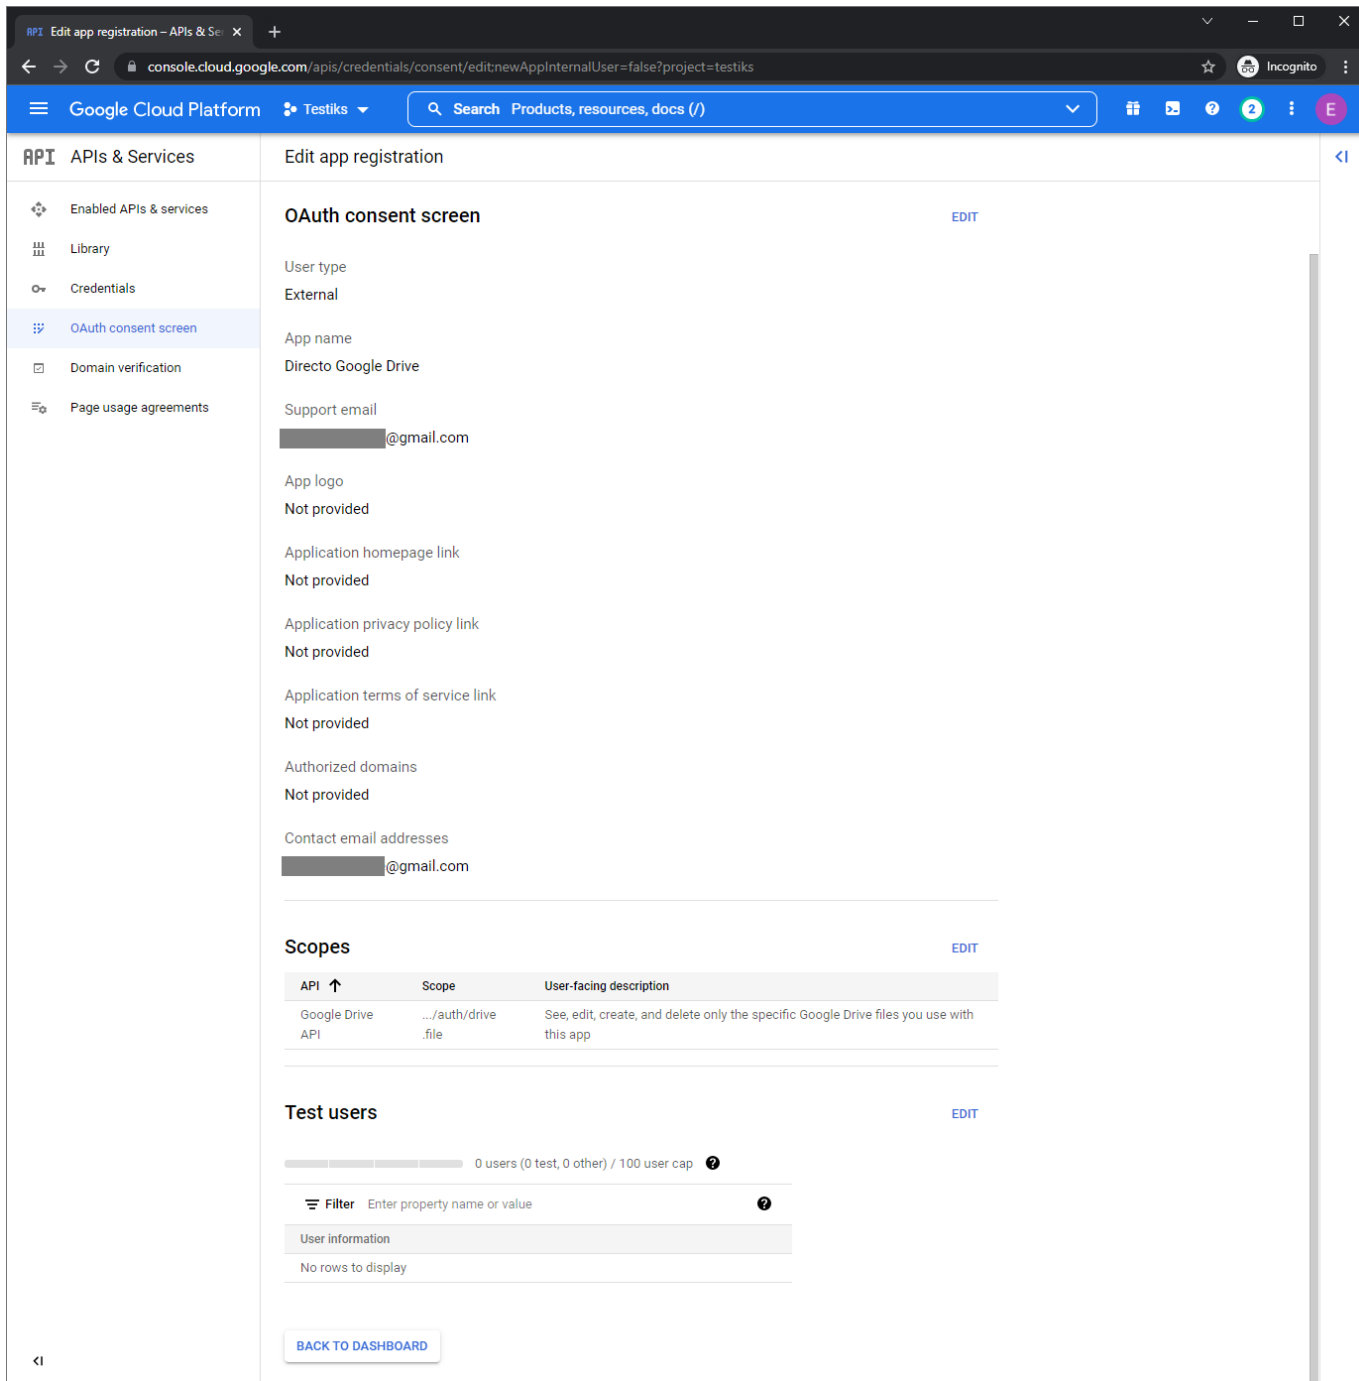 API Edit app registration – APIs & Se
console.cloud.google.com/apis/credentials/consent/edit;newAppInternalUser=false?project=testiks
Incognito
Google Cloud Platform
Testiks
Search Products, resources, docs (/)
2
E
API APIs & Services
Edit app registration
Enabled APIs & services
Library
Credentials
OAuth consent screen
Domain verification
Page usage agreements
OAuth consent screen
EDIT
User type
External
App name
Directo Google Drive
Support email
@gmail.com
App logo
Not provided
Application homepage link
Not provided
Application privacy policy link
Not provided
Application terms of service link
Not provided
Authorized domains
Not provided
Contact email addresses
@gmail.com
Scopes
EDIT
API Scope User-facing description
Google Drive API
.../auth/drive.file
See, edit, create, and delete only the specific Google Drive files you use with
this app
Test users
EDIT
0 users (0 test, 0 other) / 100 user cap
Filter Enter property name or value
User information
No rows to display
BACK TO DASHBOARD